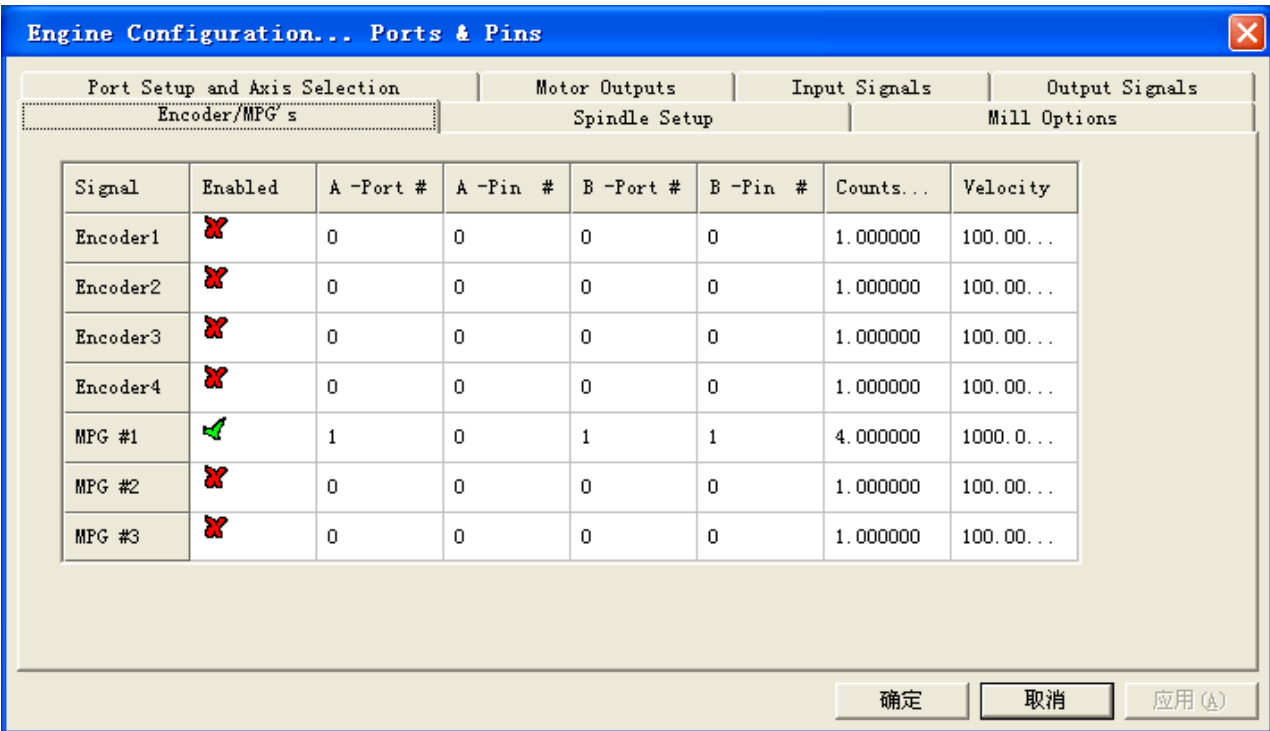 Engine Configuration... Ports & Pins
Port Setup and Axis Selection Motor Outputs Input Signals Output Signals
Encoder/MPG's Spindle Setup Mill Options
Signal Enabled A -Port # A -Pin # B -Port # B -Pin # Counts... Velocity
Encoder1 0 0 0 0 1.000000 100.00...
Encoder2 0 0 0 0 1.000000 100.00...
Encoder3 0 0 0 0 1.000000 100.00...
Encoder4 0 0 0 0 1.000000 100.00...
MPG #1 1 0 1 1 4.000000 1000.0...
MPG #2 0 0 0 0 1.000000 100.00...
MPG #3 0 0 0 0 1.000000 100.00...
确定 取消 应用(A)